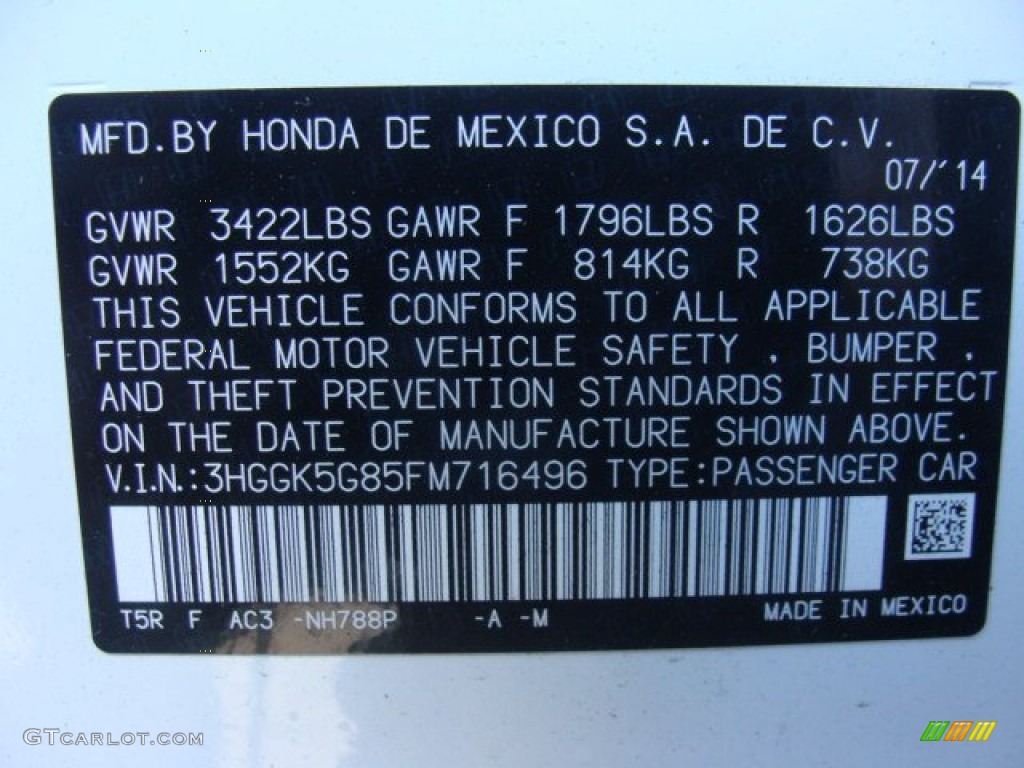 MFD.BY HONDA DE MEXICO S.A. DE C.V.
07/'14
GVWR 3422LBS GAWR F 1796LBS R 1626LBS
GVWR 1552KG GAWR F 814KG R 738KG
THIS VEHICLE CONFORMS TO ALL APPLICABLE
FEDERAL MOTOR VEHICLE SAFETY , BUMPER ,
AND THEFT PREVENTION STANDARDS IN EFFECT
ON THE DATE OF MANUFACTURE SHOWN ABOVE.
V.I.N.:3HGGK5G85FM716496 TYPE:PASSENGER CAR
T5R F AC3 -NH788P -A -M MADE IN MEXICO
GTCARLOT.COM